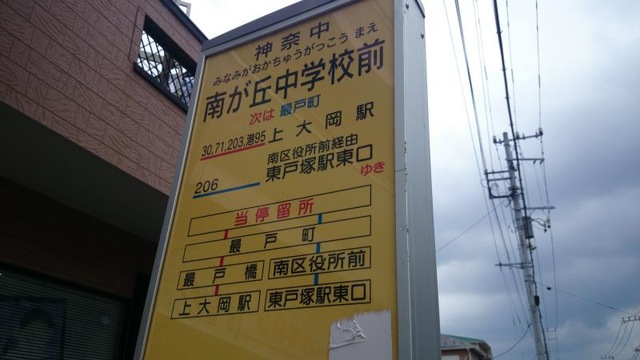 神奈中
みなみがおかちゅうがっこう まえ
南が丘中学校前
次は 最戸町
30,71,203,港95 上大岡駅
南区役所前経由
206 東戸塚駅東口 ゆき
当停留所
最戸町
最戸橋 南区役所前
上大岡駅 東戸塚駅東口